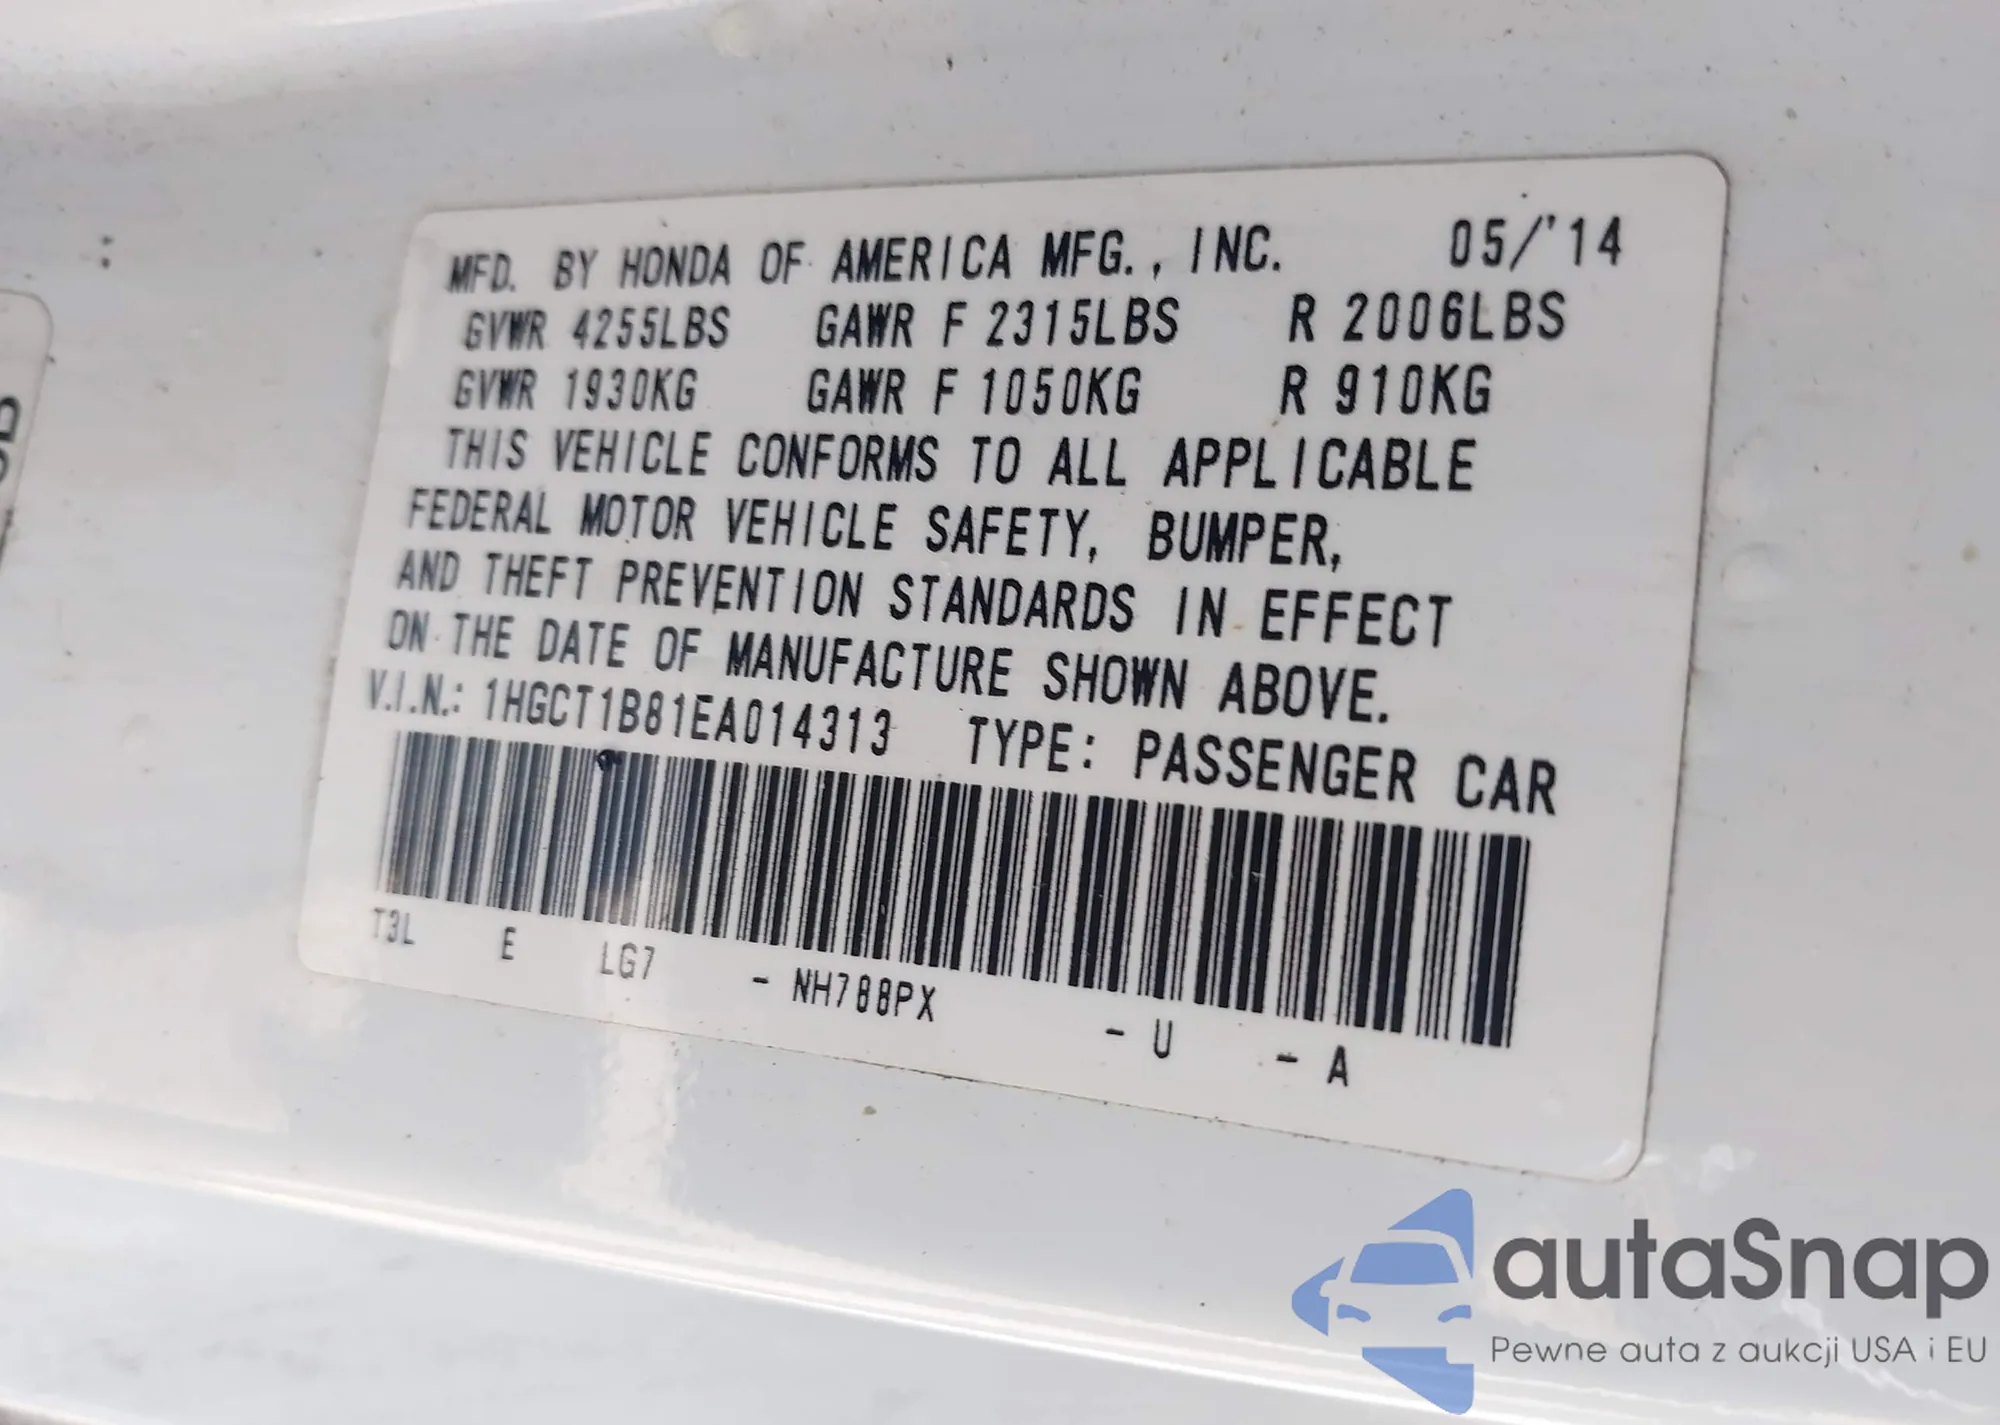 MFD. BY HONDA OF AMERICA MFG., INC. 05/'14
GVWR 4255LBS GAWR F 2315LBS R 2006LBS
GVWR 1930KG GAWR F 1050KG R 910KG
THIS VEHICLE CONFORMS TO ALL APPLICABLE
FEDERAL MOTOR VEHICLE SAFETY, BUMPER,
AND THEFT PREVENTION STANDARDS IN EFFECT
ON THE DATE OF MANUFACTURE SHOWN ABOVE.
V.I.N.: 1HGCT1B81EA014313 TYPE: PASSENGER CAR
T3L E LG7 - NH788PX - U - A
autaSnap
Pewne auta z aukcji USA i EU